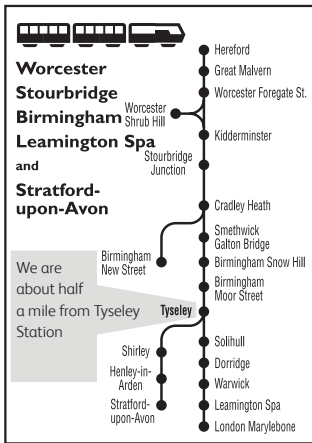 Worcester
Stourbridge
Birmingham
Leamington Spa
and
Stratford-
upon-Avon
Hereford
Great Malvern
Worcester Foregate St.
Worcester
Shrub Hill
Kidderminster
Stourbridge
Junction
Cradley Heath
Smethwick
Galton Bridge
Birmingham
New Street
Birmingham Snow Hill
Birmingham
Moor Street
We are
about half
a mile from Tyseley
Station
Tyseley
Solihull
Shirley
Dorridge
Henley-in-
Arden
Warwick
Stratford-
upon-Avon
Leamington Spa
London Marylebone